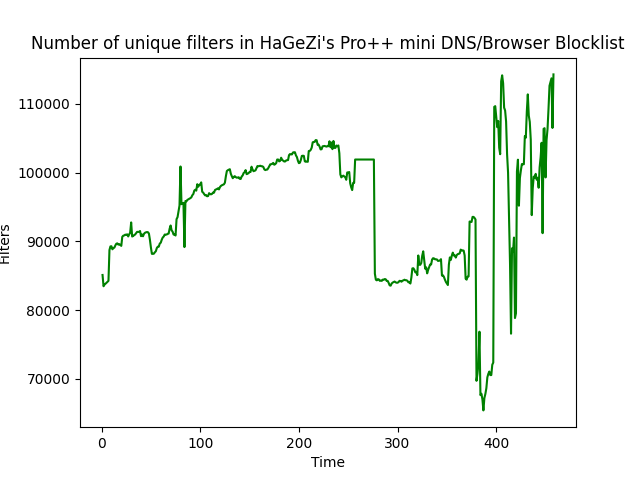 Number of unique filters in HaGeZi's Pro++ mini DNS/Browser Blocklist
110000
100000
90000
80000
70000
Filters
0 100 200 300 400
Time